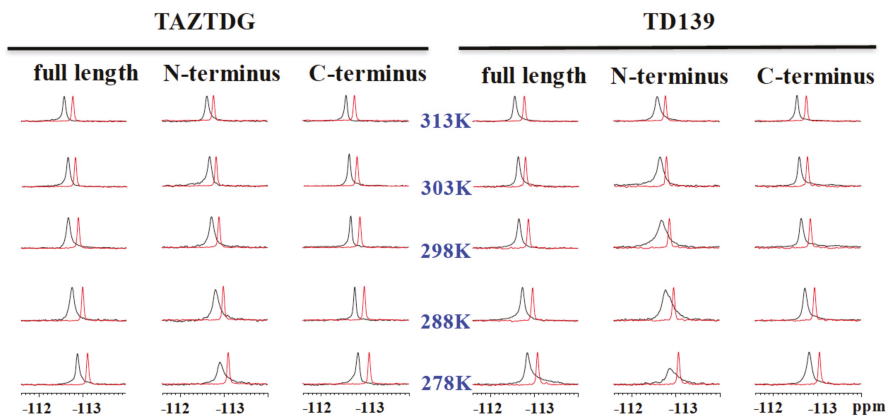 TAZTDG TD139
full length N-terminus C-terminus full length N-terminus C-terminus
313K
303K
298K
288K
278K
-112 -113 -112 -113 -112 -113 -112 -113 -112 -113 -112 -113 ppm